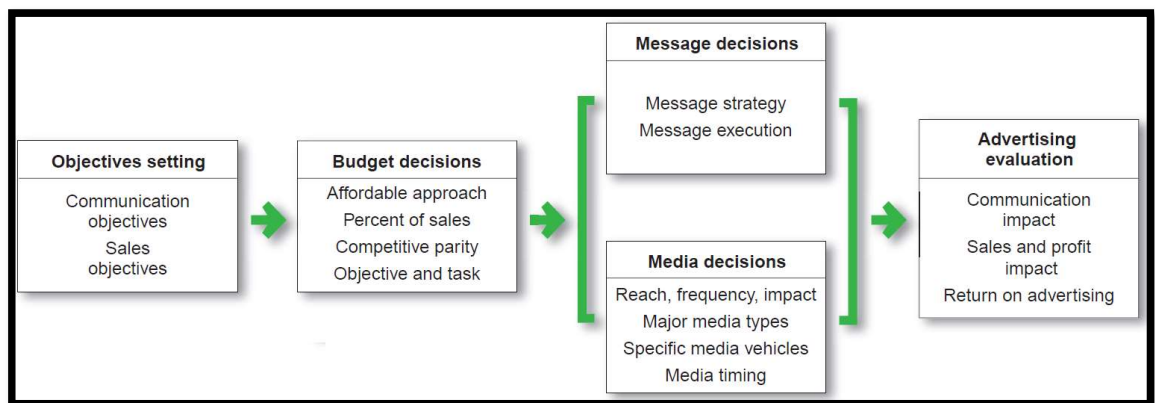 Objectives setting
Communication
objectives
Sales
objectives
Budget decisions
Affordable approach
Percent of sales
Competitive parity
Objective and task
Message decisions
Message strategy
Message execution
Media decisions
Reach, frequency, impact
Major media types
Specific media vehicles
Media timing
Advertising
evaluation
Communication
impact
Sales and profit
impact
Return on advertising